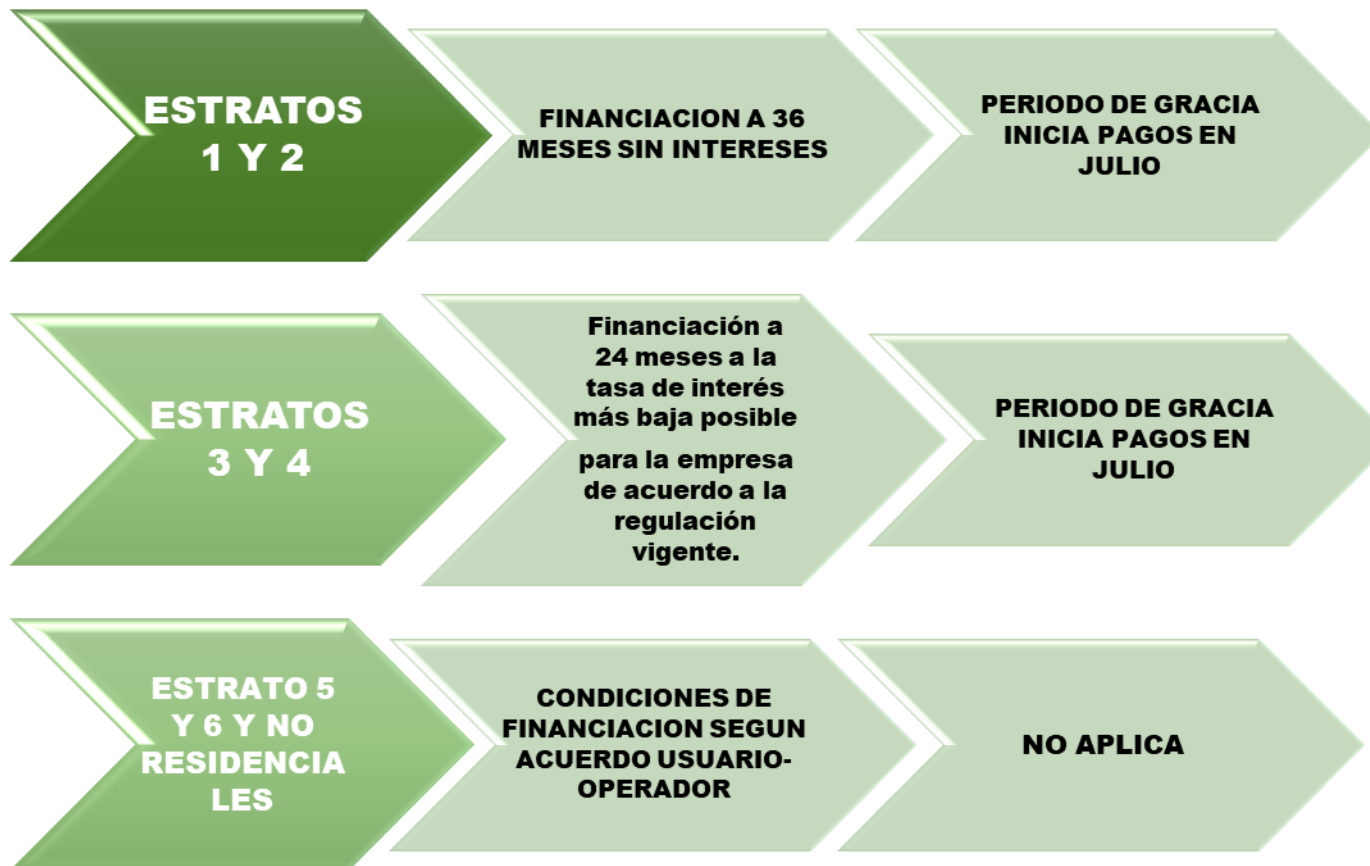 ESTRATOS
1 Y 2
FINANCIACION A 36
MESES SIN INTERESES
PERIODO DE GRACIA
INICIA PAGOS EN
JULIO
ESTRATOS
3 Y 4
Financiación a
24 meses a la
tasa de interés
más baja posible
para la empresa
de acuerdo a la
regulación
vigente.
PERIODO DE GRACIA
INICIA PAGOS EN
JULIO
ESTRATO 5
Y 6 Y NO
RESIDENCIA
LES
CONDICIONES DE
FINANCIACION SEGUN
ACUERDO USUARIO-
OPERADOR
NO APLICA